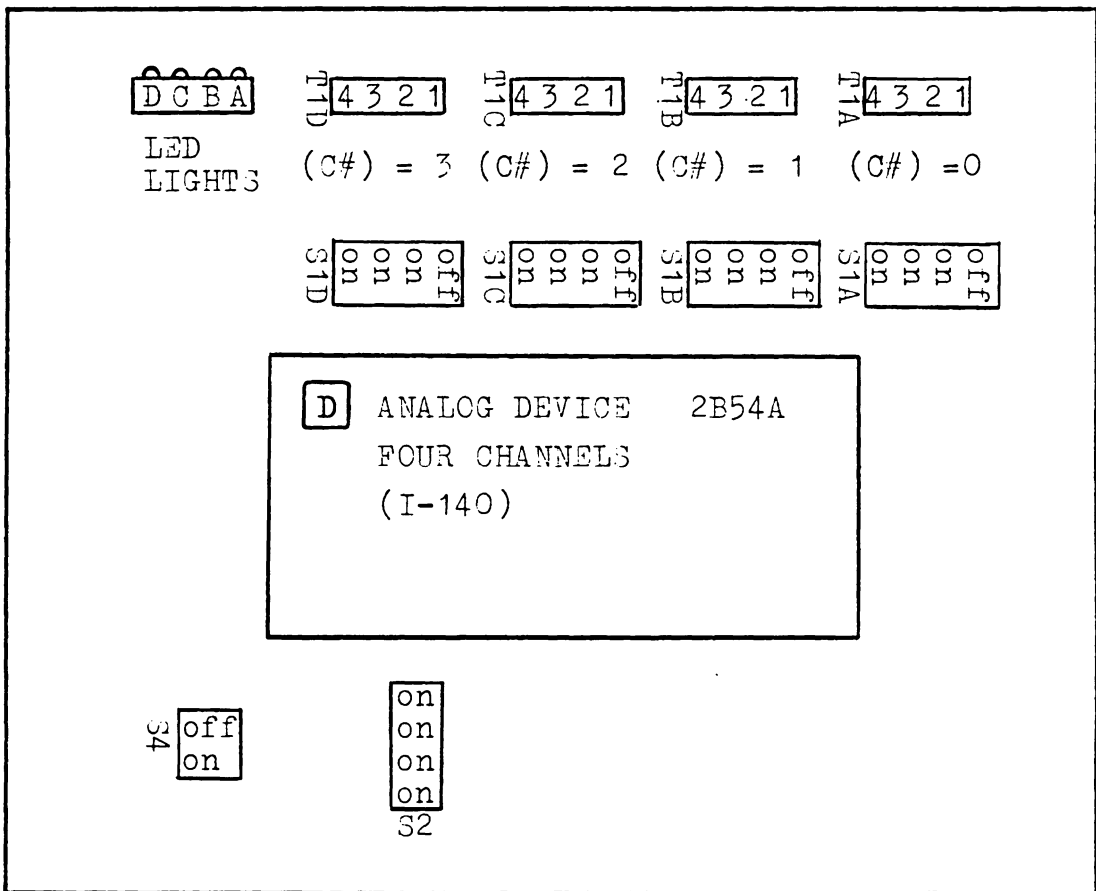 D C B A
LED
LIGHTS
T1D
4 3 2 1
(C#) = 3
T1C
4 3 2 1
(C#) = 2
T1B
4 3 2 1
(C#) = 1
T1A
4 3 2 1
(C#) =0
S1D
on on on off
S1C
on on on off
S1B
on on on off
S1A
on on on off
D ANALOG DEVICE 2B54A
FOUR CHANNELS
(I-140)
S4
off
on
on
on
on
on
S2